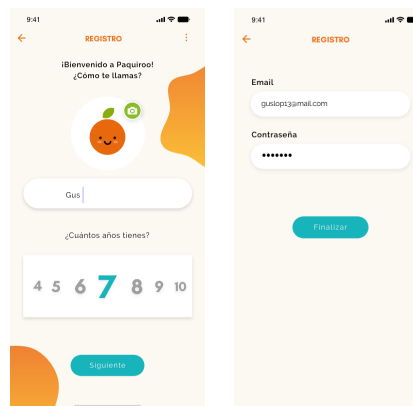 9:41
REGISTRO
¡Bienvenido a Paquiroo!
¿Cómo te llamas?
Gus
¿Cuántos años tienes?
4 5 6 7 8 9 10
Siguiente
9:41
REGISTRO
Email
guslop13@mail.com
Contraseña
•••••••
Finalizar